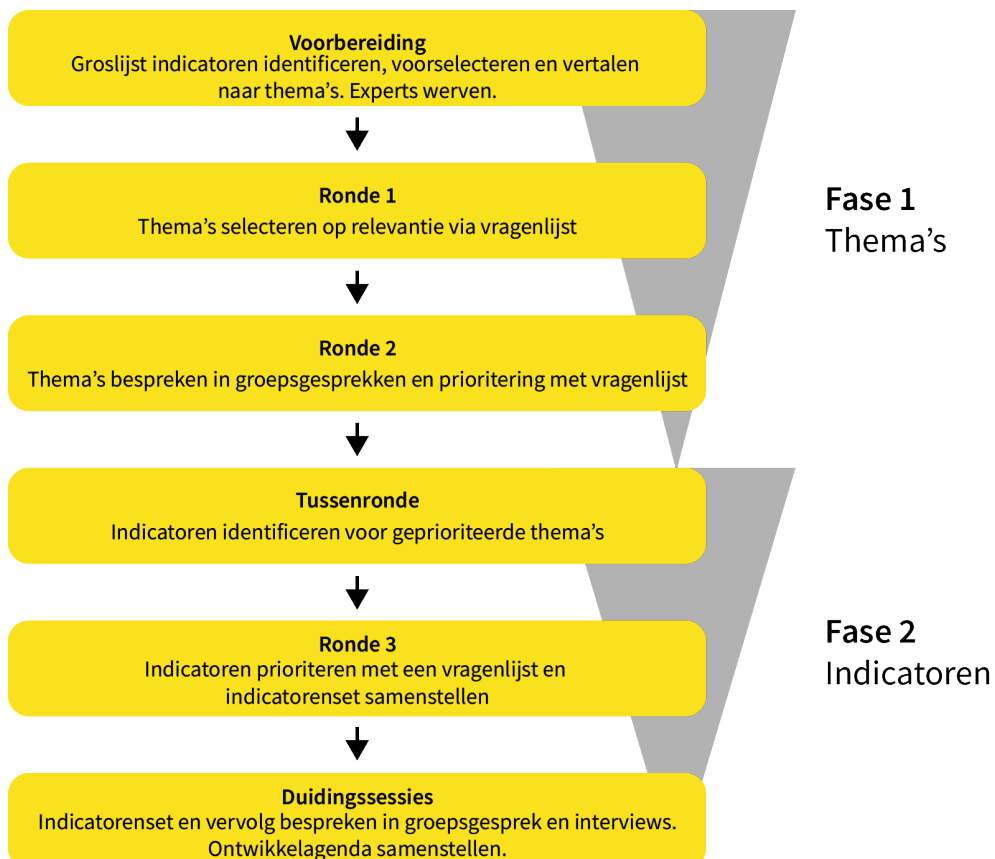 Voorbereiding
Groslijst indicatoren identificeren, voorselecteren en vertalen
naar thema's. Experts werven.
Ronde 1
Thema's selecteren op relevantie via vragenlijst
Fase 1
Thema's
Ronde 2
Thema's bespreken in groepsgesprekken en prioritering met vragenlijst
Tussenronde
Indicatoren identificeren voor geprioriteerde thema's
Ronde 3
Indicatoren prioriteren met een vragenlijst en
indicatorenset samenstellen
Fase 2
Indicatoren
Duidingssessies
Indicatorenset en vervolg bespreken in groepsgesprek en interviews.
Ontwikkelagenda samenstellen.